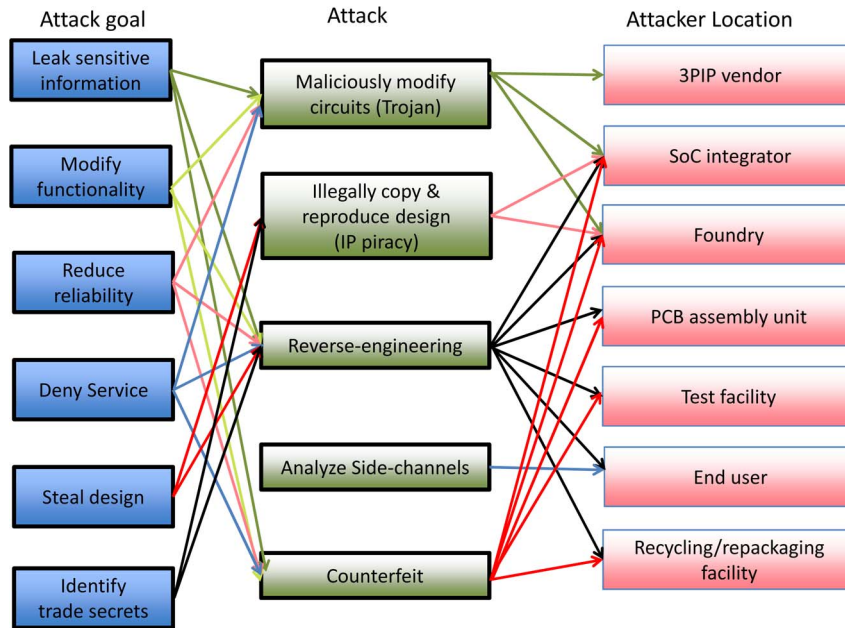 Attack goal
Attack
Attacker Location
Leak sensitive
information
Modify
functionality
Reduce
reliability
Deny Service
Steal design
Identify
trade secrets
Maliciously modify
circuits (Trojan)
Illegally copy &
reproduce design
(IP piracy)
Reverse-engineering
Analyze Side-channels
Counterfeit
3PIP vendor
SoC integrator
Foundry
PCB assembly unit
Test facility
End user
Recycling/repackaging
facility